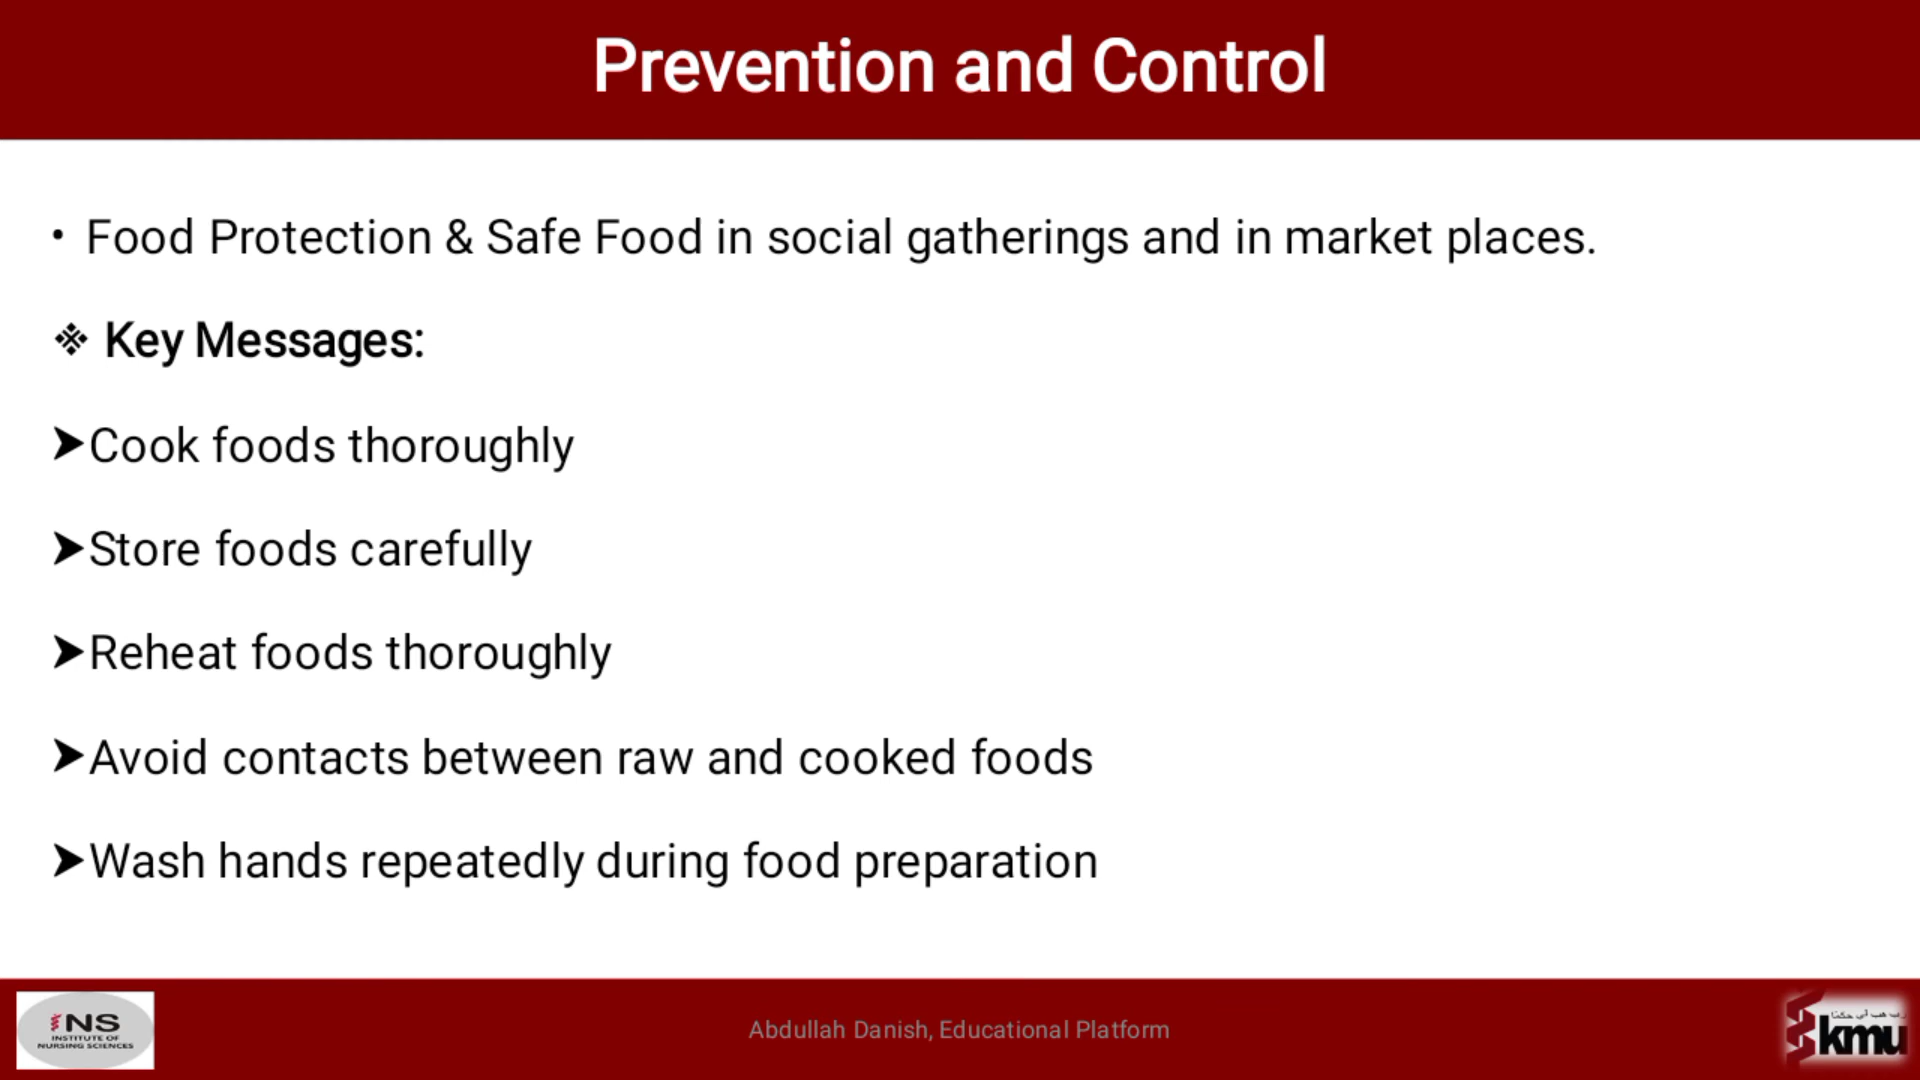 Prevention and Control
• Food Protection & Safe Food in social gatherings and in market places.
❖ Key Messages:
➤Cook foods thoroughly
➤Store foods carefully
➤Reheat foods thoroughly
➤Avoid contacts between raw and cooked foods
➤Wash hands repeatedly during food preparation
iNS
INSTITUTE OF
NURSING SCIENCES
Abdullah Danish, Educational Platform
kmu